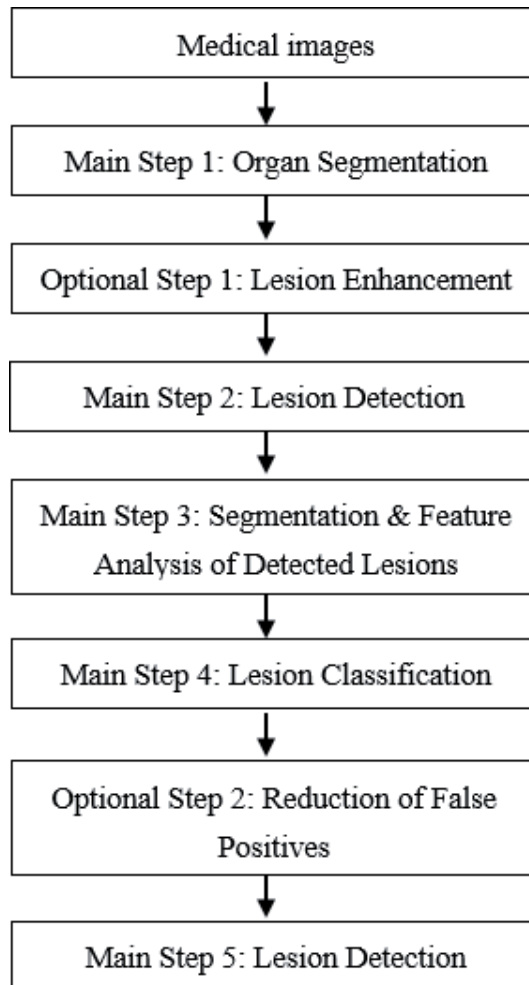 Medical images
Main Step 1: Organ Segmentation
Optional Step 1: Lesion Enhancement
Main Step 2: Lesion Detection
Main Step 3: Segmentation & Feature
Analysis of Detected Lesions
Main Step 4: Lesion Classification
Optional Step 2: Reduction of False
Positives
Main Step 5: Lesion Detection